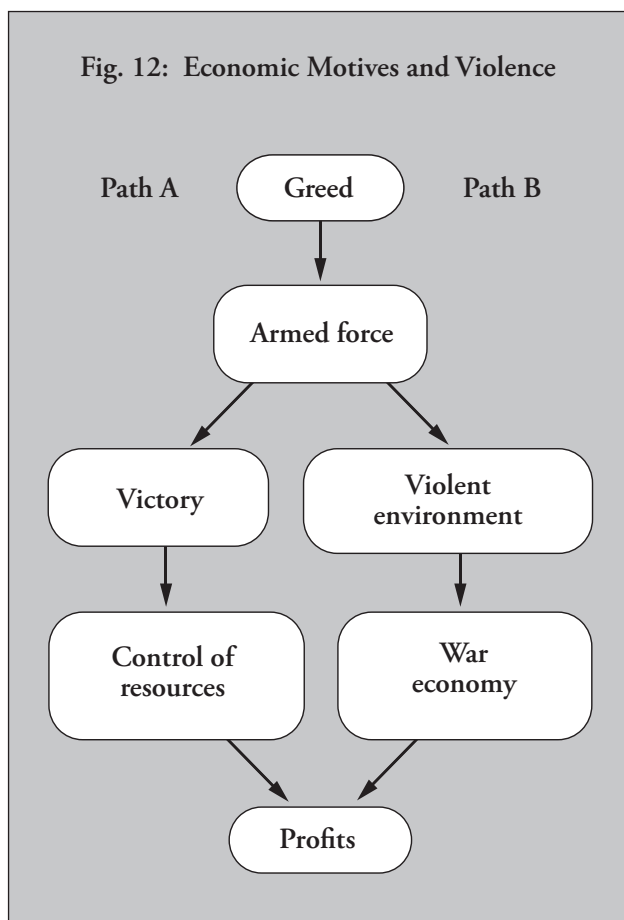 Fig. 12: Economic Motives and Violence
Path A
Greed
Path B
Armed force
Victory
Violent
environment
Control of
resources
War
economy
Profits